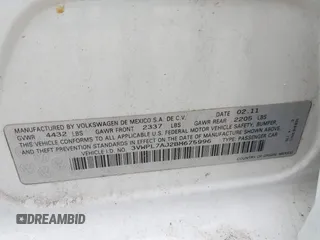 MANUFACTURED BY VOLKSWAGEN DE MEXICO S.A. DE C.V. DATE 02.11
GVWR 4432 LBS GAWR FRONT 2337 LBS GAWR REAR 2205 LBS
THIS VEHICLE CONFORMS TO ALL APPLICABLE U.S. FEDERAL MOTOR VEHICLE SAFETY, BUMPER,
AND THEFT PREVENTION STANDARDS IN EFFECT ON THE DATE OF MANUFACTURE SHOWN ABOVE.
VEHICLE I.D. NO.: 3VWPL7AJ2BM675996 TYPE: PASSENGER CAR
DREAMBID